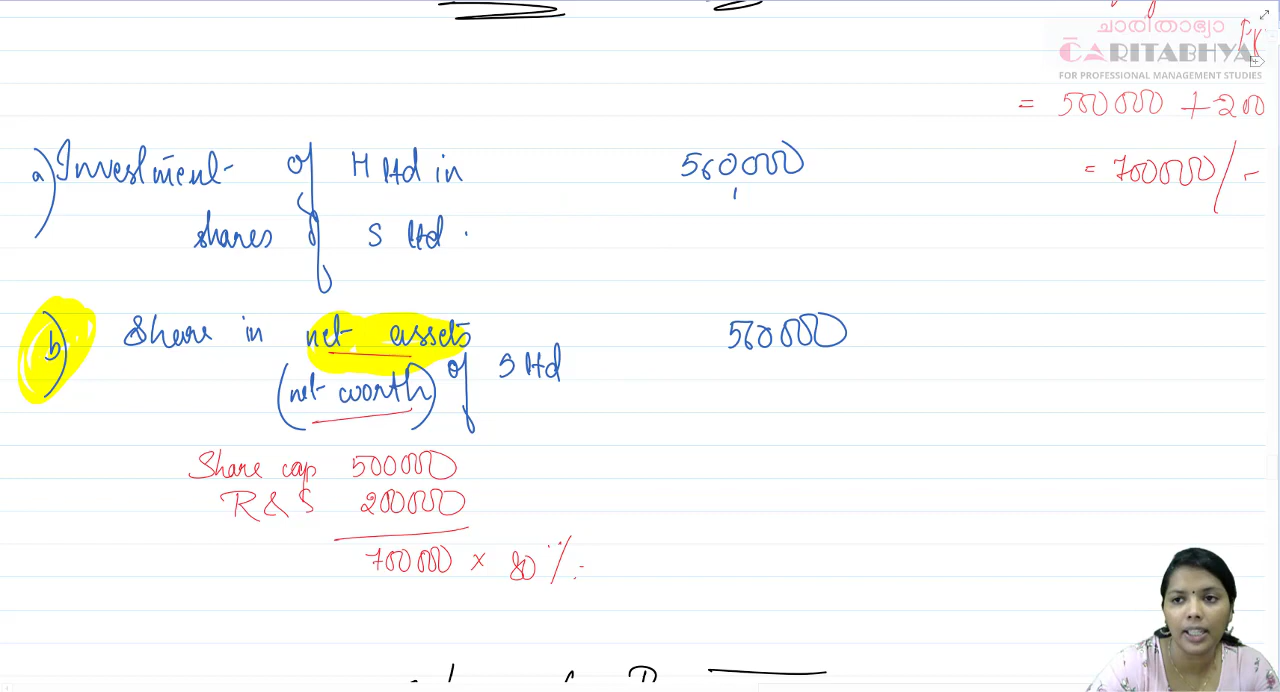 ചാരിതാഭ്യാ
CARITABHYA
FOR PROFESSIONAL MANAGEMENT STUDIES
= 500000 + 200
= 700000/-
a) Investment of H ltd in 560000
shares of S ltd.
b) Share in net assets 560000
(net worth) of S ltd
Share cap 500000
R & S 200000
700000 × 80%